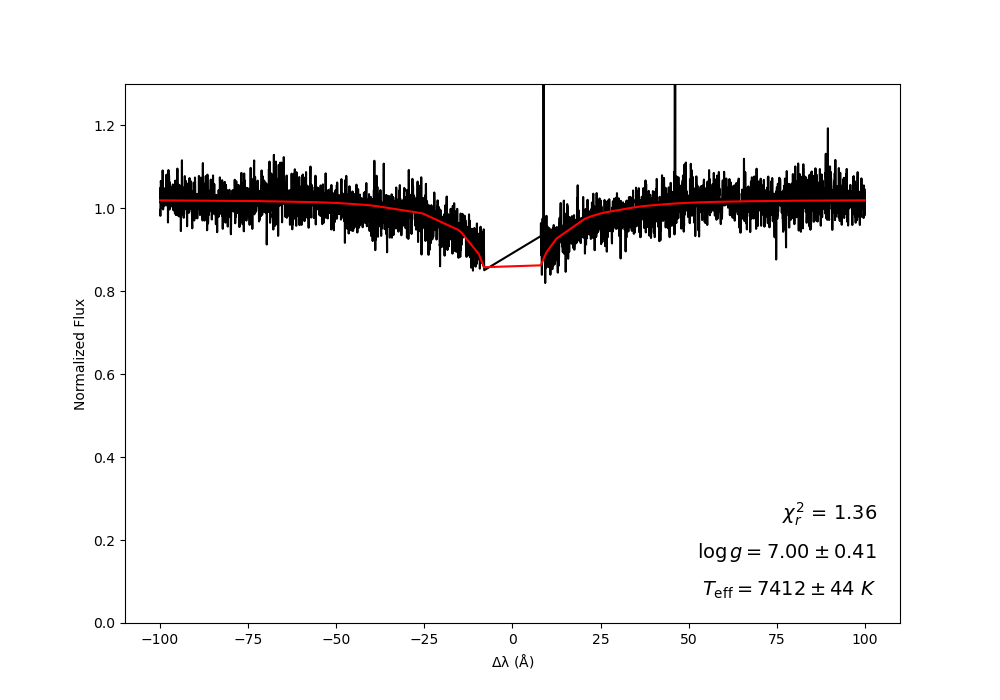 1.2
1.0
0.8
0.6
0.4
0.2
0.0
Normalized Flux
χ²ᵣ = 1.36
log g = 7.00 ± 0.41
T_eff = 7412 ± 44 K
−100 −75 −50 −25 0 25 50 75 100
Δλ (Å)